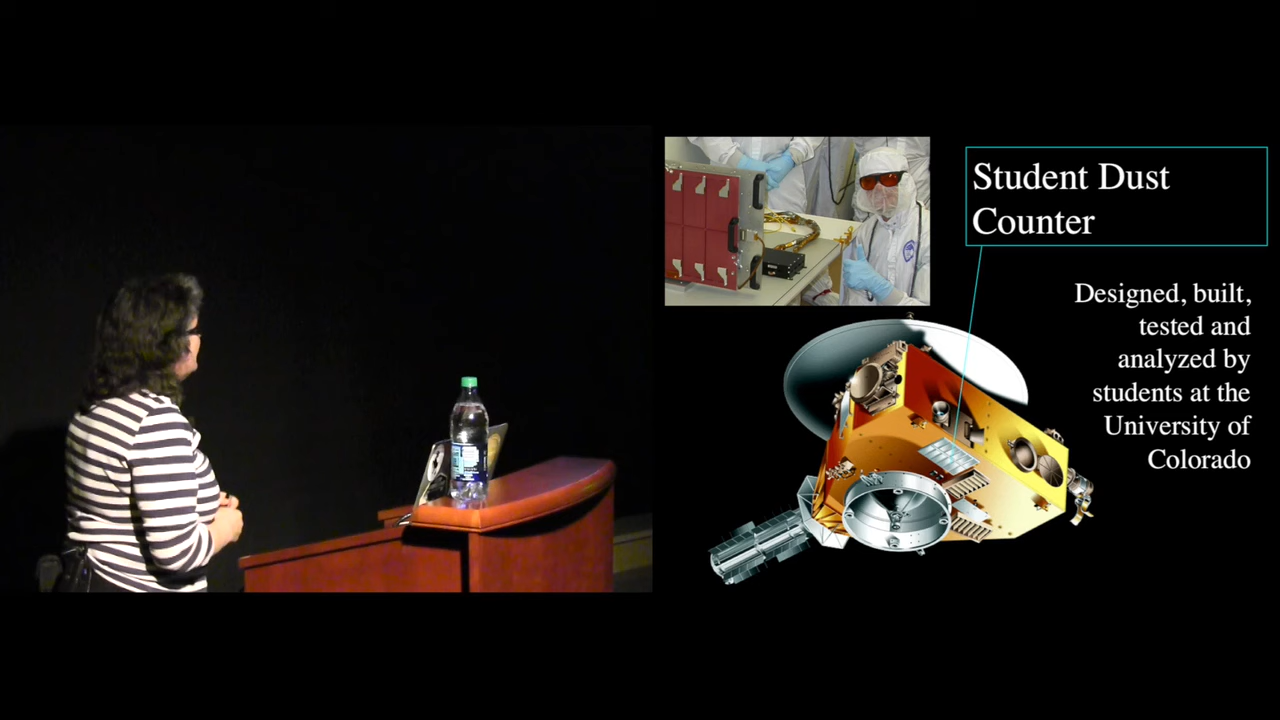 Student Dust
Counter
Designed, built,
tested and
analyzed by
students at the
University of
Colorado